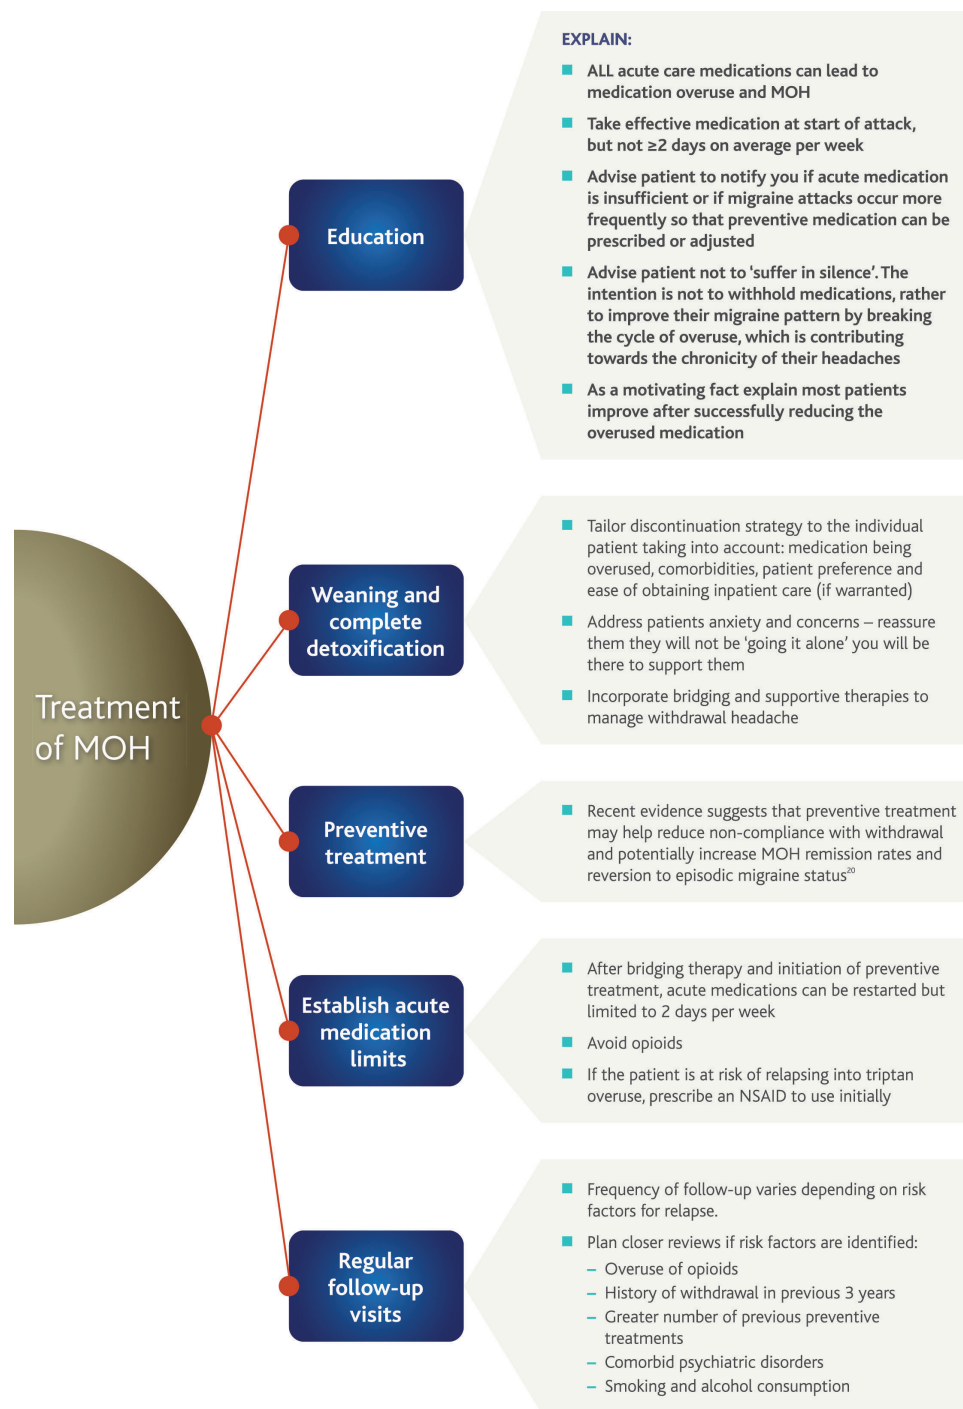 Treatment
of MOH
Education
EXPLAIN:
ALL acute care medications can lead to
medication overuse and MOH
Take effective medication at start of attack,
but not ≥2 days on average per week
Advise patient to notify you if acute medication
is insufficient or if migraine attacks occur more
frequently so that preventive medication can be
prescribed or adjusted
Advise patient not to ‘suffer in silence’. The
intention is not to withhold medications, rather
to improve their migraine pattern by breaking
the cycle of overuse, which is contributing
towards the chronicity of their headaches
As a motivating fact explain most patients
improve after successfully reducing the
overused medication
Weaning and
complete
detoxification
Tailor discontinuation strategy to the individual
patient taking into account: medication being
overused, comorbidities, patient preference and
ease of obtaining inpatient care (if warranted)
Address patients anxiety and concerns – reassure
them they will not be ‘going it alone’ you will be
there to support them
Incorporate bridging and supportive therapies to
manage withdrawal headache
Preventive
treatment
Recent evidence suggests that preventive treatment
may help reduce non-compliance with withdrawal
and potentially increase MOH remission rates and
reversion to episodic migraine status²⁰
Establish acute
medication
limits
After bridging therapy and initiation of preventive
treatment, acute medications can be restarted but
limited to 2 days per week
Avoid opioids
If the patient is at risk of relapsing into triptan
overuse, prescribe an NSAID to use initially
Regular
follow-up
visits
Frequency of follow-up varies depending on risk
factors for relapse.
Plan closer reviews if risk factors are identified:
– Overuse of opioids
– History of withdrawal in previous 3 years
– Greater number of previous preventive
treatments
– Comorbid psychiatric disorders
– Smoking and alcohol consumption